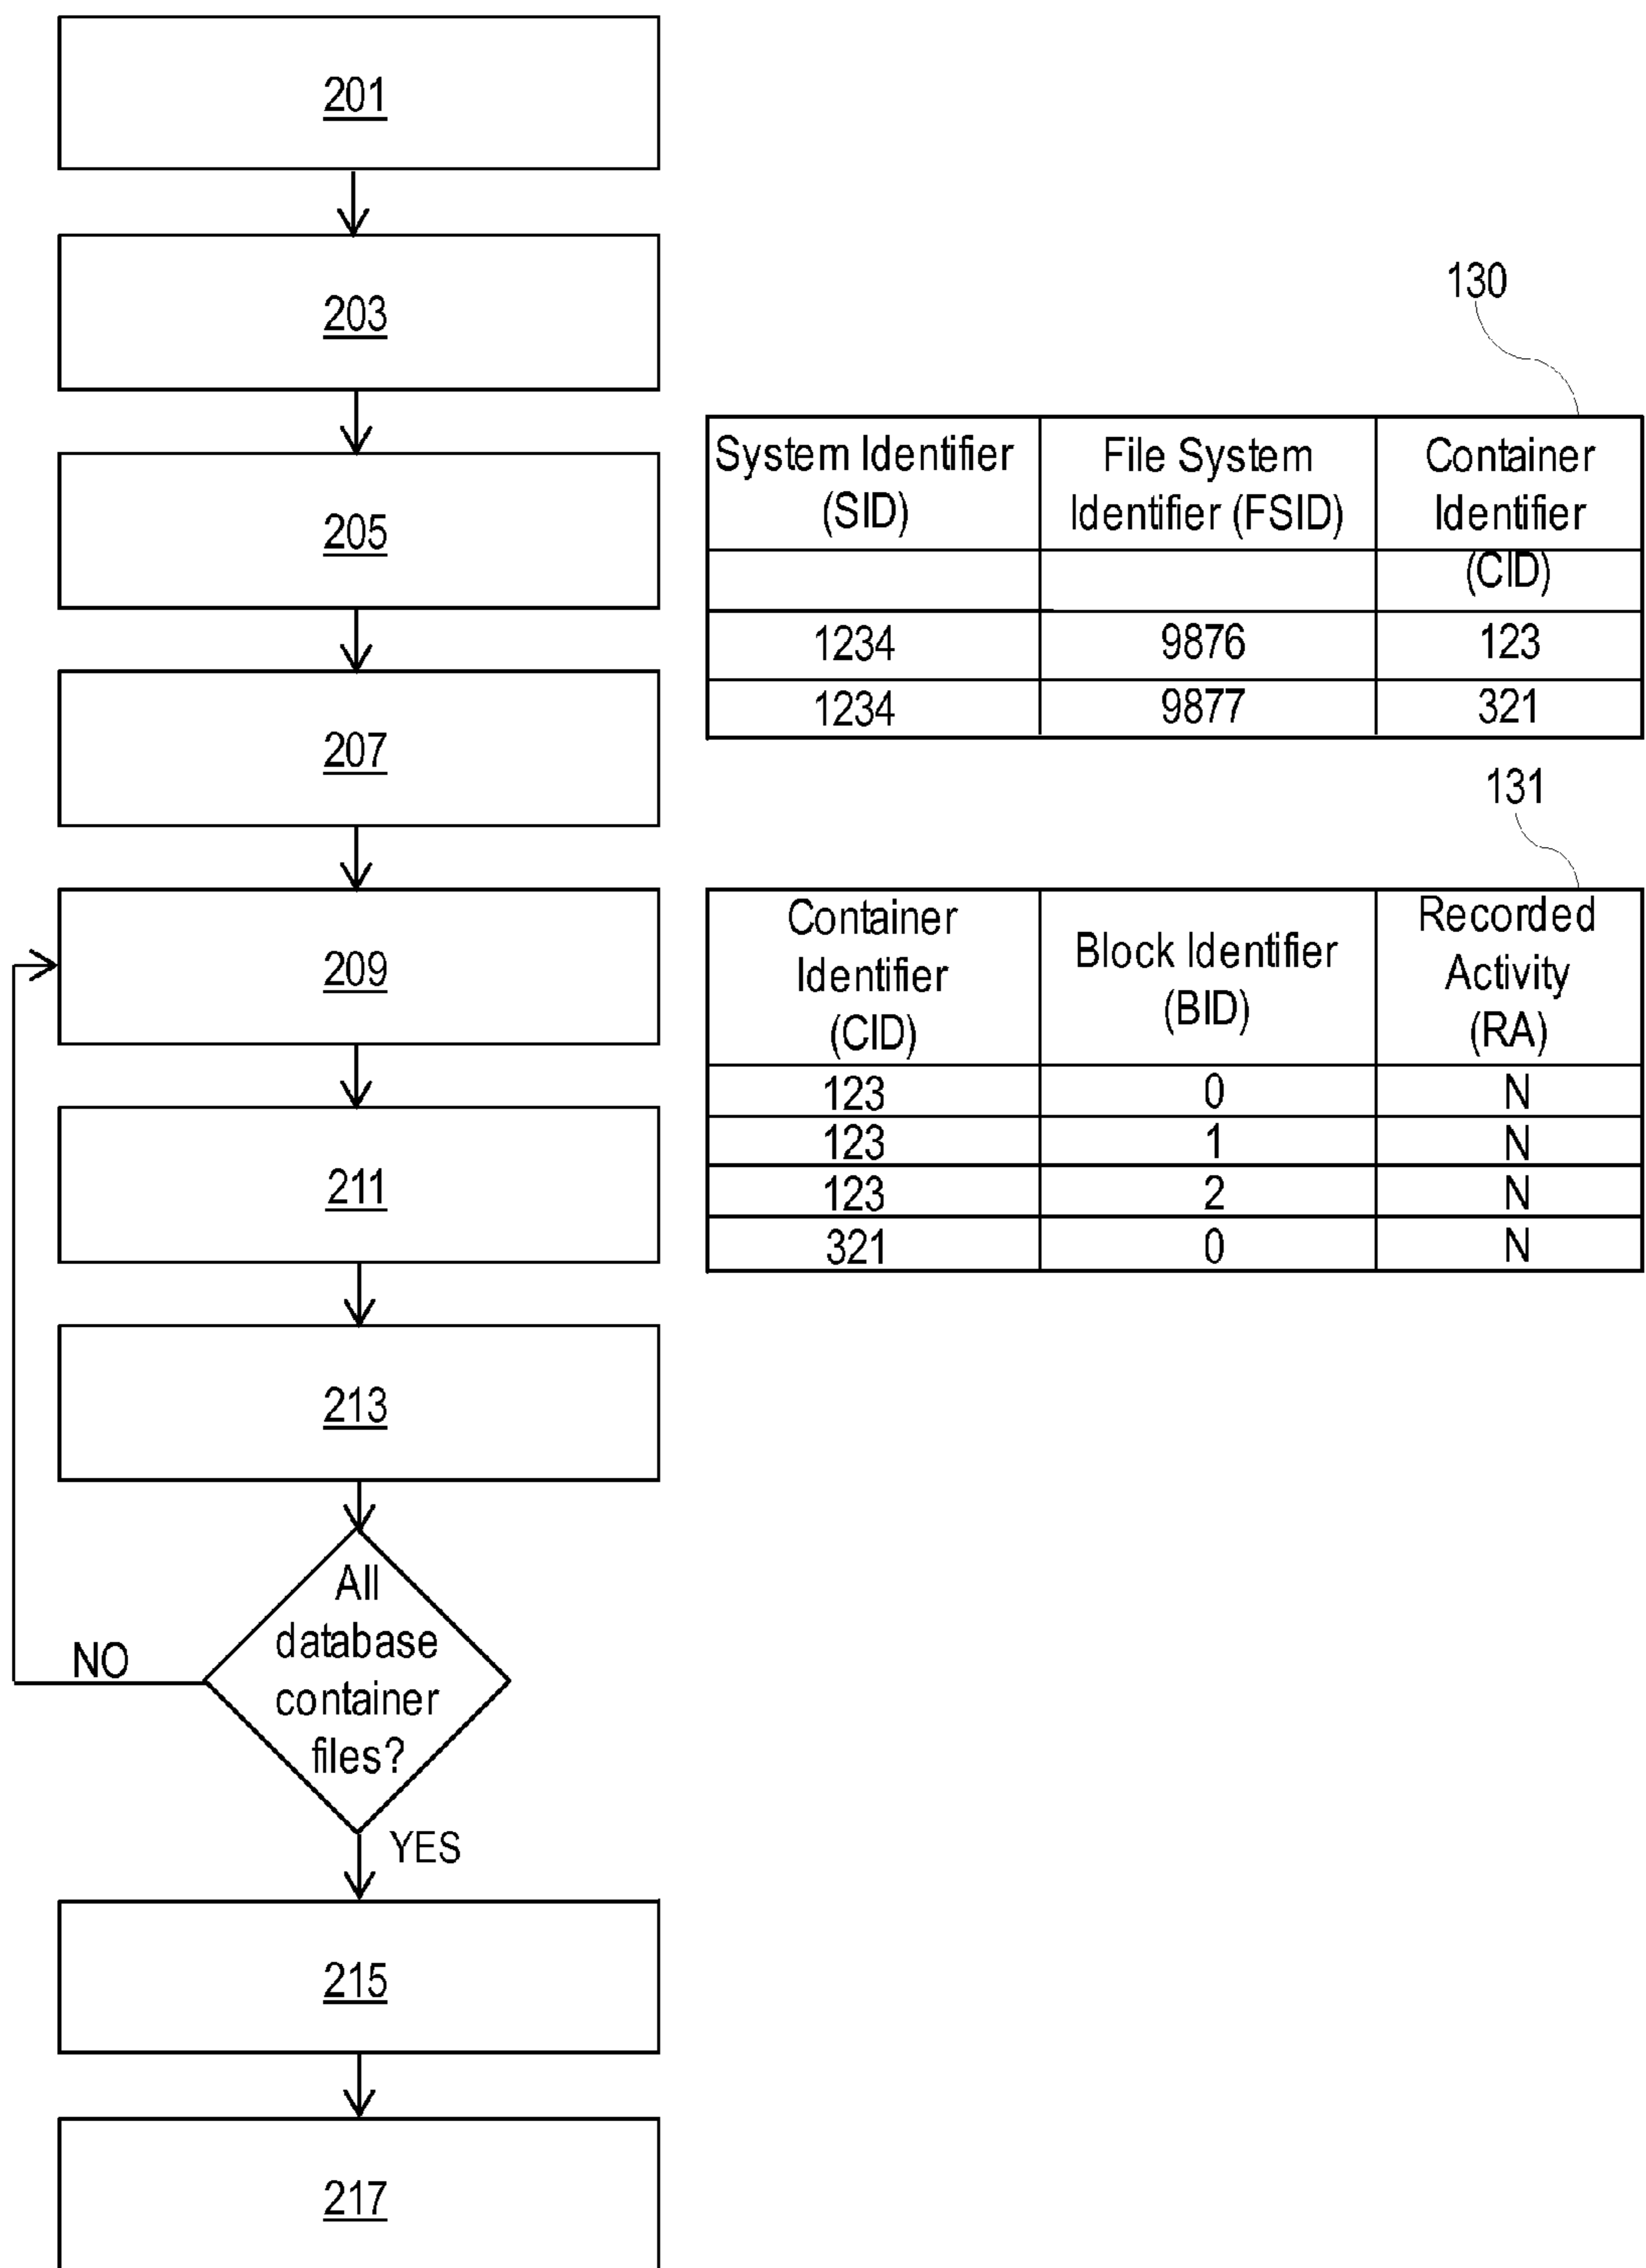 201
203
205
207
209
211
213
All
database
container
files?
NO
YES
215
217
130
System Identifier
(SID)
File System
Identifier (FSID)
Container
Identifier
(CID)
1234
9876
123
1234
9877
321
131
Container
Identifier
(CID)
Block Identifier
(BID)
Recorded
Activity
(RA)
123
0
N
123
1
N
123
2
N
321
0
N